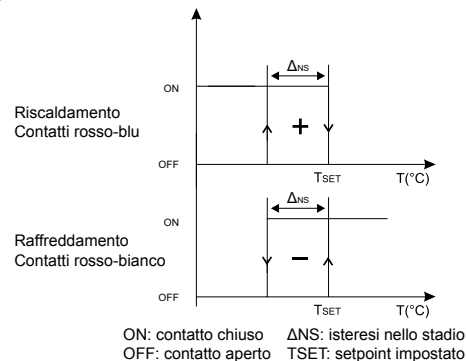 ΔNS
ON
Riscaldamento
Contatti rosso-blu
+
OFF
TSET
T(°C)
ΔNS
ON
Raffreddamento
Contatti rosso-bianco
−
OFF
TSET
T(°C)
ON: contatto chiuso ΔNS: isteresi nello stadio
OFF: contatto aperto TSET: setpoint impostato